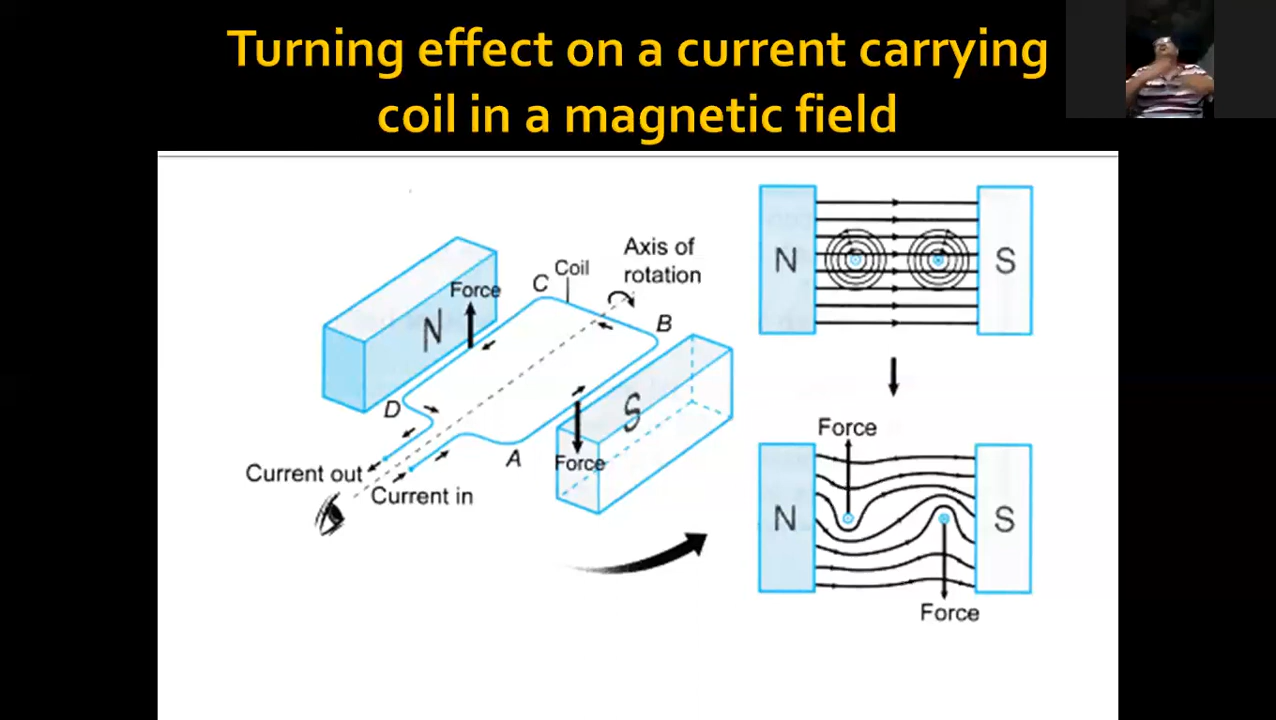 Turning effect on a current carrying
coil in a magnetic field
Axis of
rotation
Coil
C
Force
N
B
D
S
A
Force
Current out
Current in
N
S
Force
N
S
Force